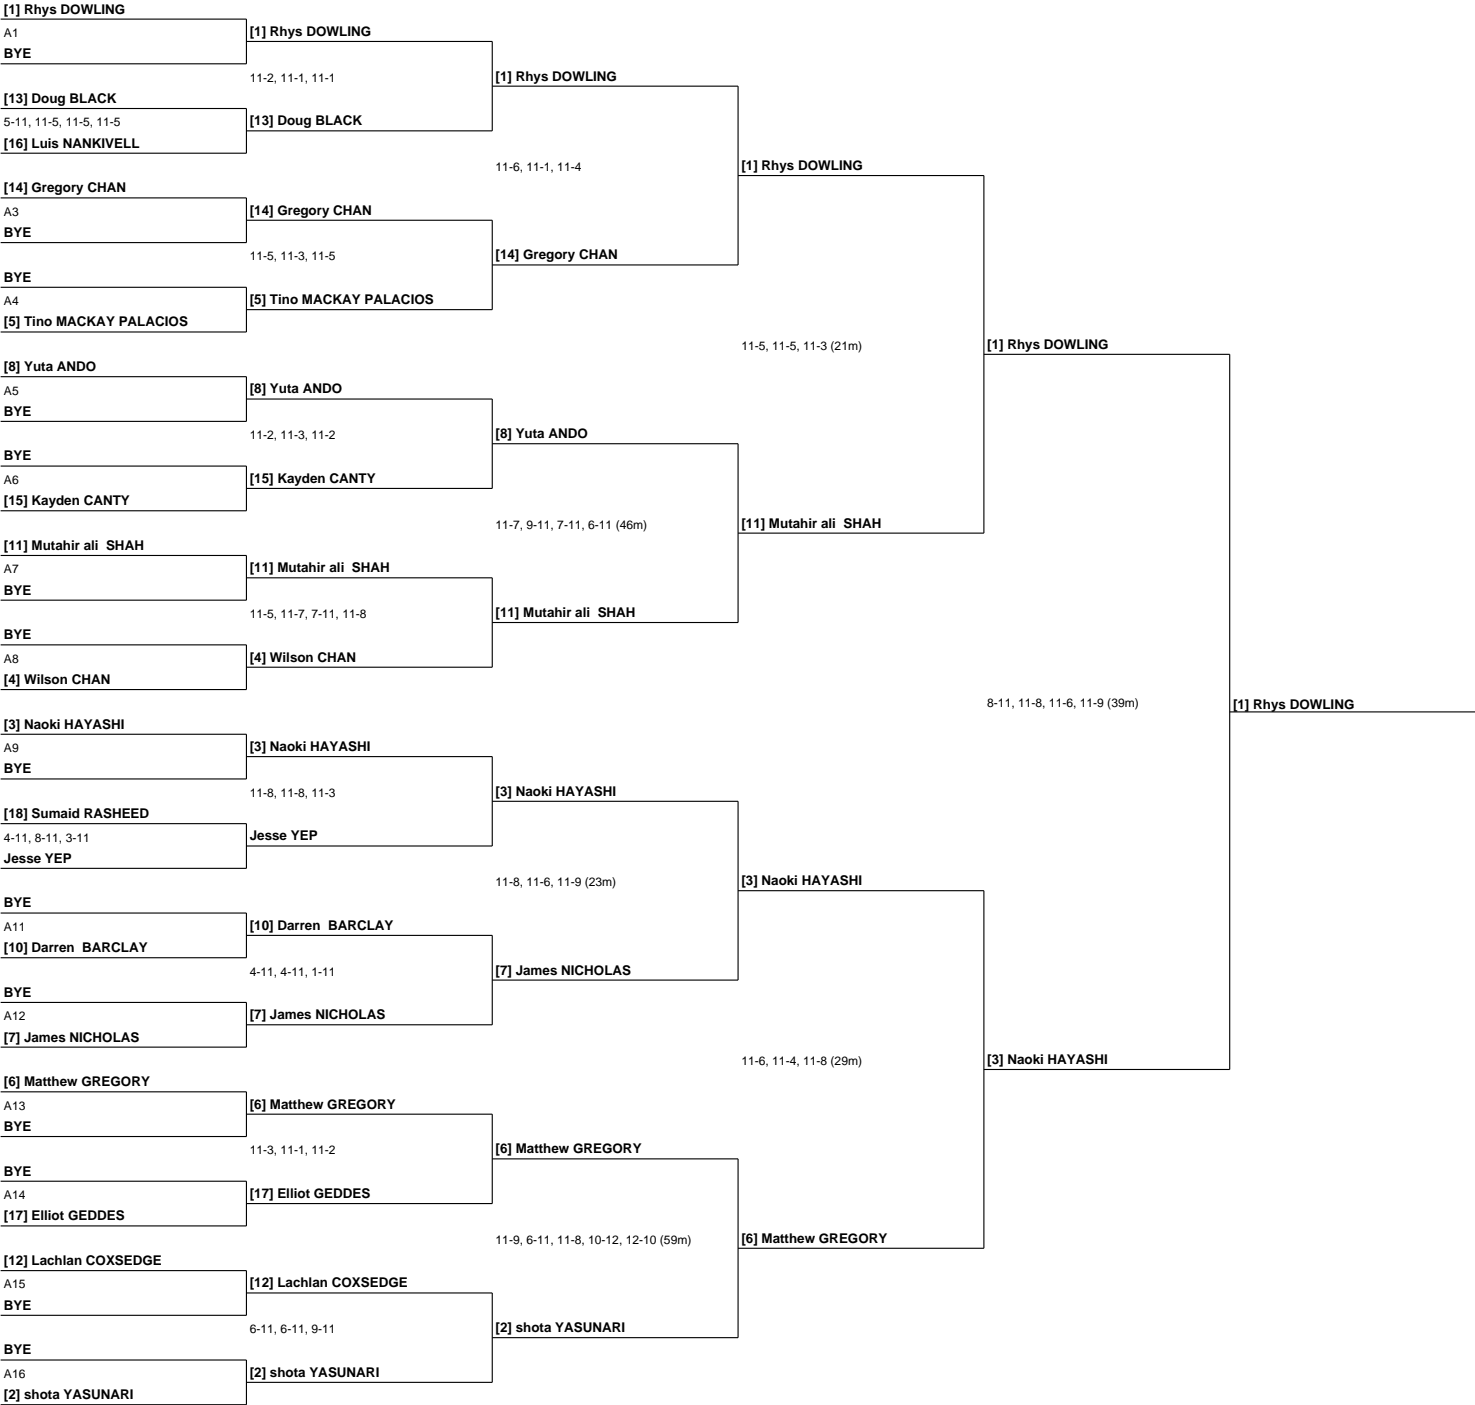 [1] Rhys DOWLING
A1
BYE
[13] Doug BLACK
5-11, 11-5, 11-5, 11-5
[16] Luis NANKIVELL
[14] Gregory CHAN
A3
BYE
BYE
A4
[5] Tino MACKAY PALACIOS
[8] Yuta ANDO
A5
BYE
BYE
A6
[15] Kayden CANTY
[11] Mutahir ali  SHAH
A7
BYE
BYE
A8
[4] Wilson CHAN
[3] Naoki HAYASHI
A9
BYE
[18] Sumaid RASHEED
4-11, 8-11, 3-11
Jesse YEP
BYE
A11
[10] Darren  BARCLAY
BYE
A12
[7] James NICHOLAS
[6] Matthew GREGORY
A13
BYE
BYE
A14
[17] Elliot GEDDES
[12] Lachlan COXSEDGE
A15
BYE
BYE
A16
[2] shota YASUNARI
[1] Rhys DOWLING
11-2, 11-1, 11-1
[13] Doug BLACK
[14] Gregory CHAN
11-5, 11-3, 11-5
[5] Tino MACKAY PALACIOS
[8] Yuta ANDO
11-2, 11-3, 11-2
[15] Kayden CANTY
[11] Mutahir ali  SHAH
11-5, 11-7, 7-11, 11-8
[4] Wilson CHAN
[3] Naoki HAYASHI
11-8, 11-8, 11-3
Jesse YEP
[10] Darren  BARCLAY
4-11, 4-11, 1-11
[7] James NICHOLAS
[6] Matthew GREGORY
11-3, 11-1, 11-2
[17] Elliot GEDDES
[12] Lachlan COXSEDGE
6-11, 6-11, 9-11
[2] shota YASUNARI
[1] Rhys DOWLING
11-6, 11-1, 11-4
[14] Gregory CHAN
[8] Yuta ANDO
11-7, 9-11, 7-11, 6-11 (46m)
[11] Mutahir ali  SHAH
[3] Naoki HAYASHI
11-8, 11-6, 11-9 (23m)
[7] James NICHOLAS
[6] Matthew GREGORY
11-9, 6-11, 11-8, 10-12, 12-10 (59m)
[2] shota YASUNARI
[1] Rhys DOWLING
11-5, 11-5, 11-3 (21m)
[11] Mutahir ali  SHAH
[3] Naoki HAYASHI
11-6, 11-4, 11-8 (29m)
[6] Matthew GREGORY
[1] Rhys DOWLING
8-11, 11-8, 11-6, 11-9 (39m)
[3] Naoki HAYASHI
[1] Rhys DOWLING